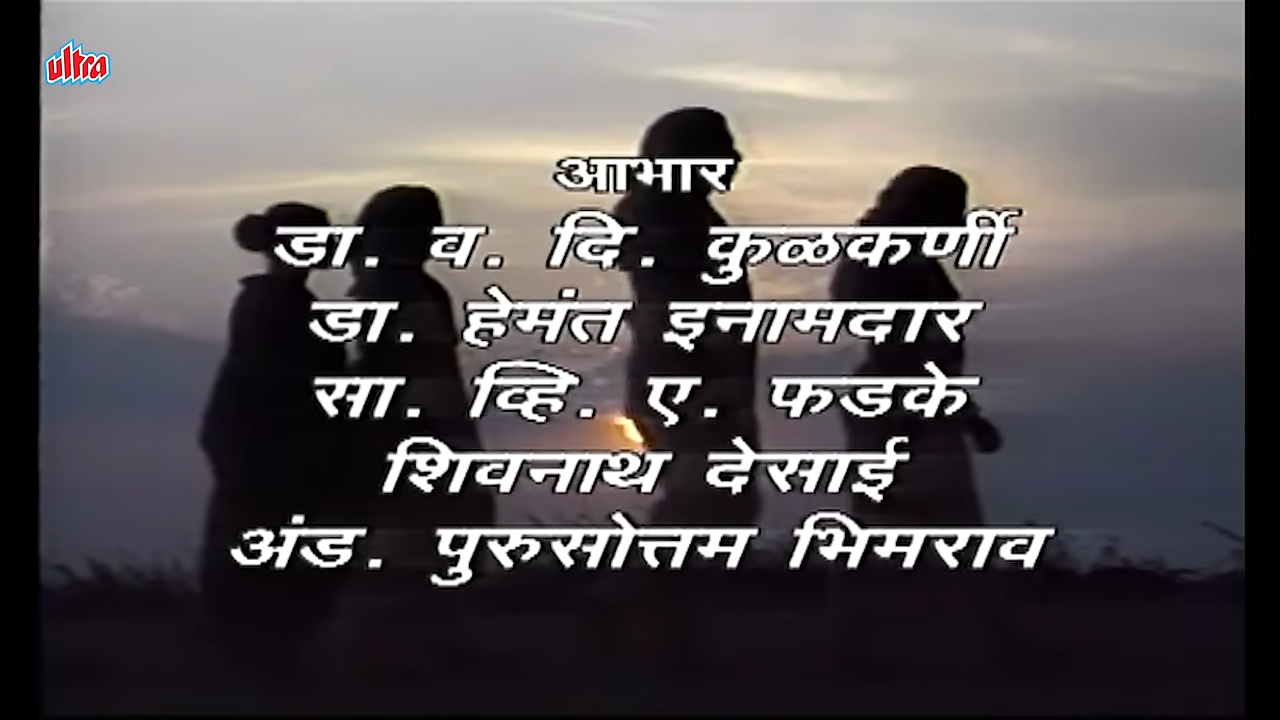 ultra
आभार
डा. व. दि. कुळकर्णी
डा. हेमंत इनामदार
सा. व्हि. ए. फडके
शिवनाथ देसाई
अंड. पुरुसोत्तम भिमराव